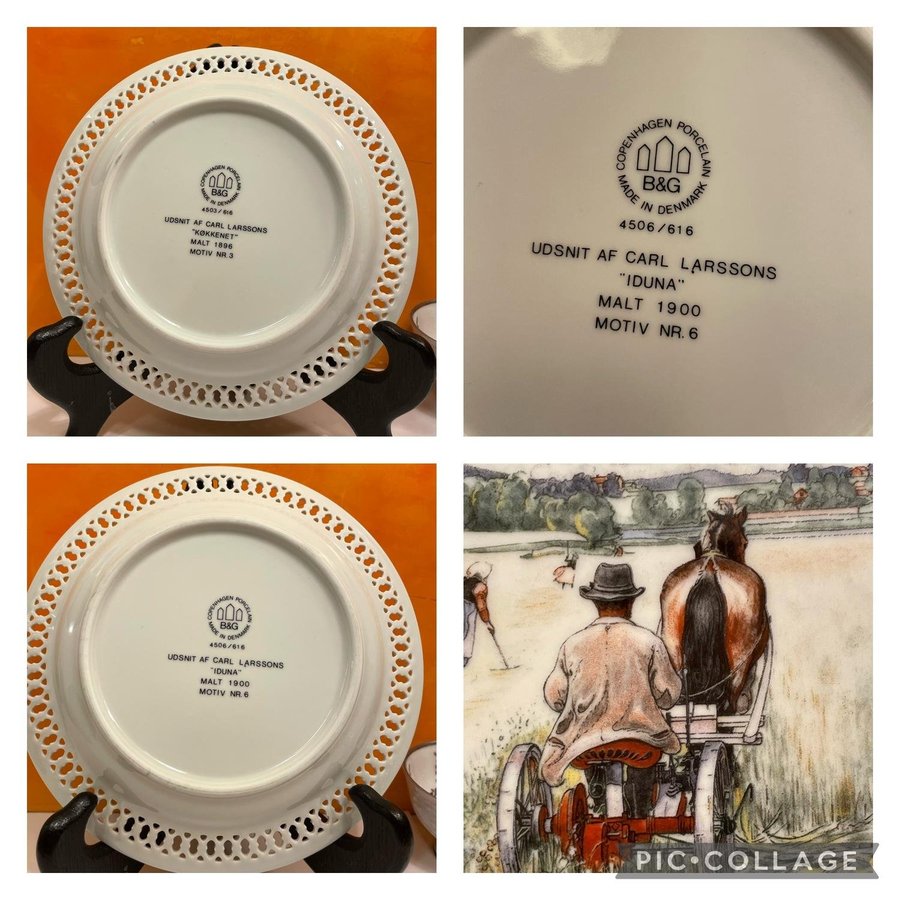 COPENHAGEN PORCELAIN
B&G
MADE IN DENMARK
4503/616
UDSNIT AF CARL LARSSONS
"KØKKENET"
MALT 1896
MOTIV NR. 3
COPENHAGEN PORCELAIN
B&G
MADE IN DENMARK
4506/616
UDSNIT AF CARL LARSSONS
"IDUNA"
MALT 1900
MOTIV NR. 6
COPENHAGEN PORCELAIN
B&G
MADE IN DENMARK
4506/616
UDSNIT AF CARL LARSSONS
"IDUNA"
MALT 1900
MOTIV NR. 6
PIC•COLLAGE